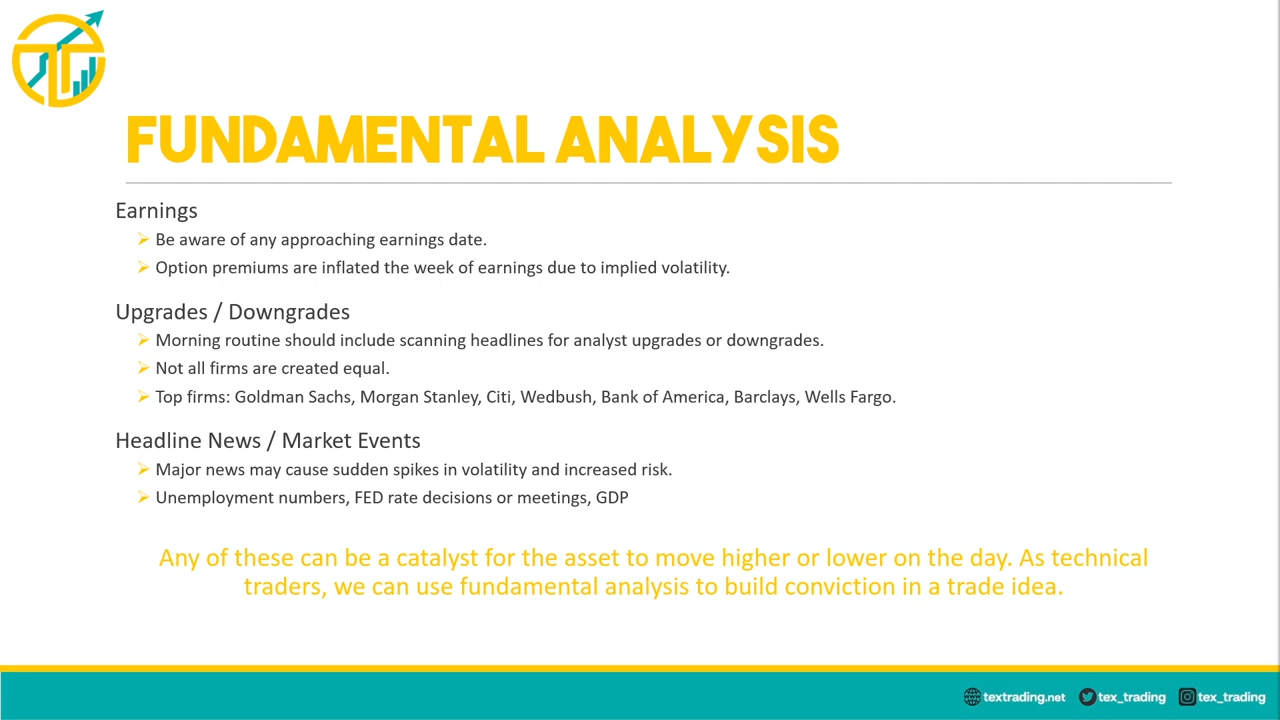 FUNDAMENTAL ANALYSIS
Earnings
Be aware of any approaching earnings date.
Option premiums are inflated the week of earnings due to implied volatility.
Upgrades / Downgrades
Morning routine should include scanning headlines for analyst upgrades or downgrades.
Not all firms are created equal.
Top firms: Goldman Sachs, Morgan Stanley, Citi, Wedbush, Bank of America, Barclays, Wells Fargo.
Headline News / Market Events
Major news may cause sudden spikes in volatility and increased risk.
Unemployment numbers, FED rate decisions or meetings, GDP
Any of these can be a catalyst for the asset to move higher or lower on the day. As technical
traders, we can use fundamental analysis to build conviction in a trade idea.
textrading.net tex_trading tex_trading